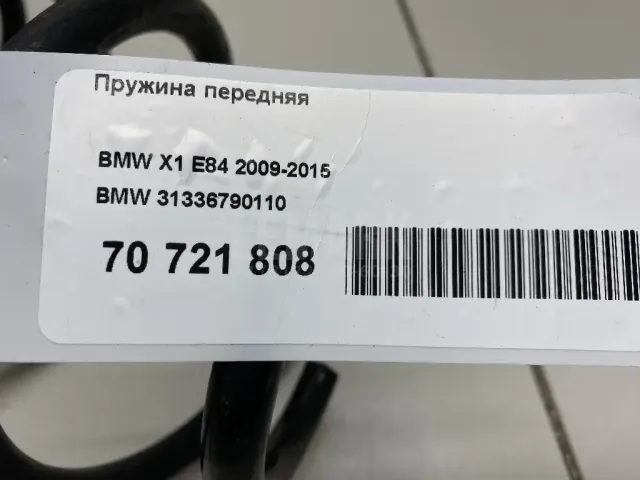 Пружина передняя
BMW X1 E84 2009-2015
BMW 31336790110
70 721 808